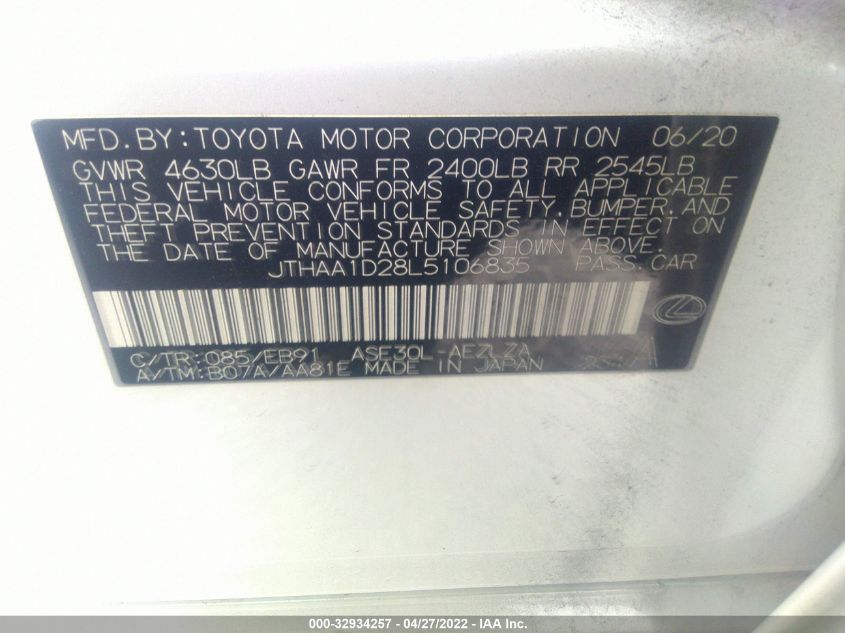 MFD.BY:TOYOTA MOTOR CORPORATION 06/20
GVWR 4630LB GAWR FR 2400LB RR 2545LB
THIS VEHICLE CONFORMS TO ALL APPLICABLE
FEDERAL MOTOR VEHICLE SAFETY,BUMPER,AND
THEFT PREVENTION STANDARDS IN EFFECT ON
THE DATE OF MANUFACTURE SHOWN ABOVE.
JTHAA1D28L5106835 PASS.CAR
C/TR:085/EB91 ASE30L-AEZLZA
A/TM:B07A/AA81E MADE IN JAPAN
000-32934257 - 04/27/2022 - IAA Inc.